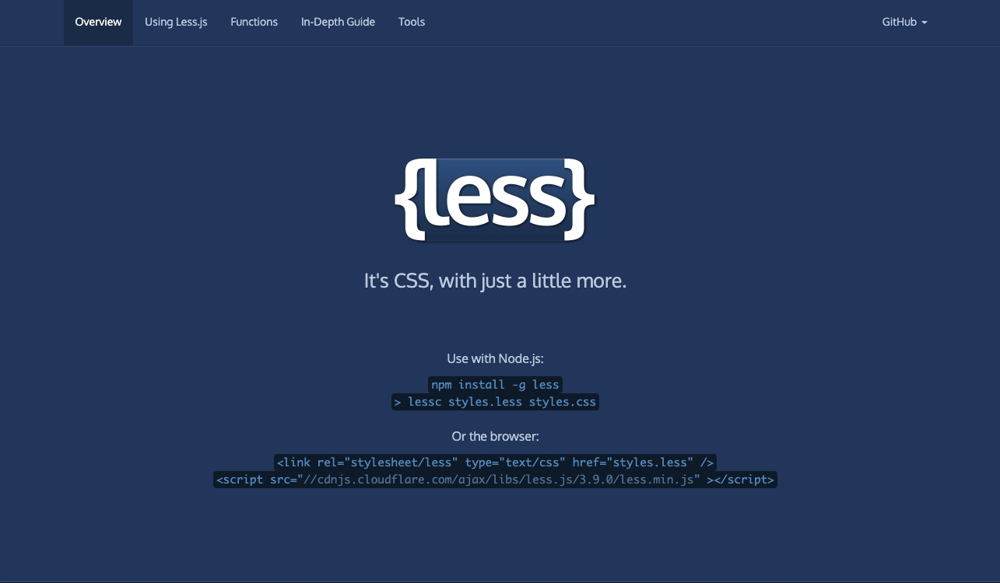 Overview Using Less.js Functions In-Depth Guide Tools GitHub
{less}
It's CSS, with just a little more.
Use with Node.js:
npm install -g less
> lessc styles.less styles.css
Or the browser:
<link rel="stylesheet/less" type="text/css" href="styles.less" />
<script src="//cdnjs.cloudflare.com/ajax/libs/less.js/3.9.0/less.min.js" ></script>